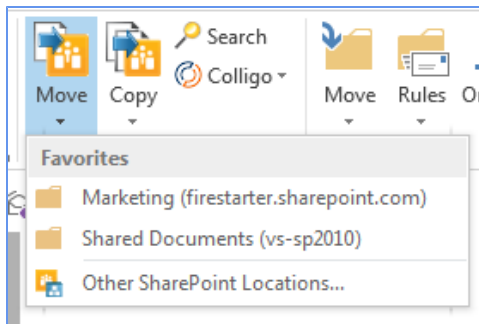 Search
Colligo
Move Copy Move Rules
Favorites
Marketing (firestarter.sharepoint.com)
Shared Documents (vs-sp2010)
Other SharePoint Locations...